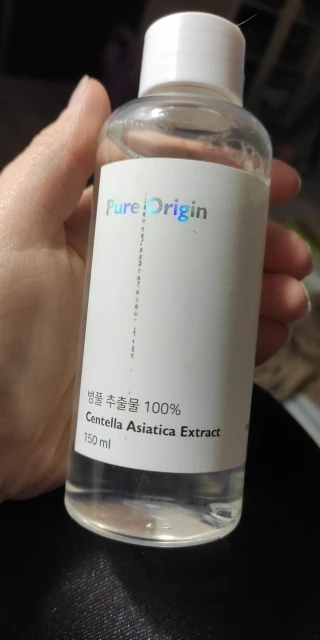 Pure Origin
병풀 추출물 100%
Centella Asiatica Extract
150 ml